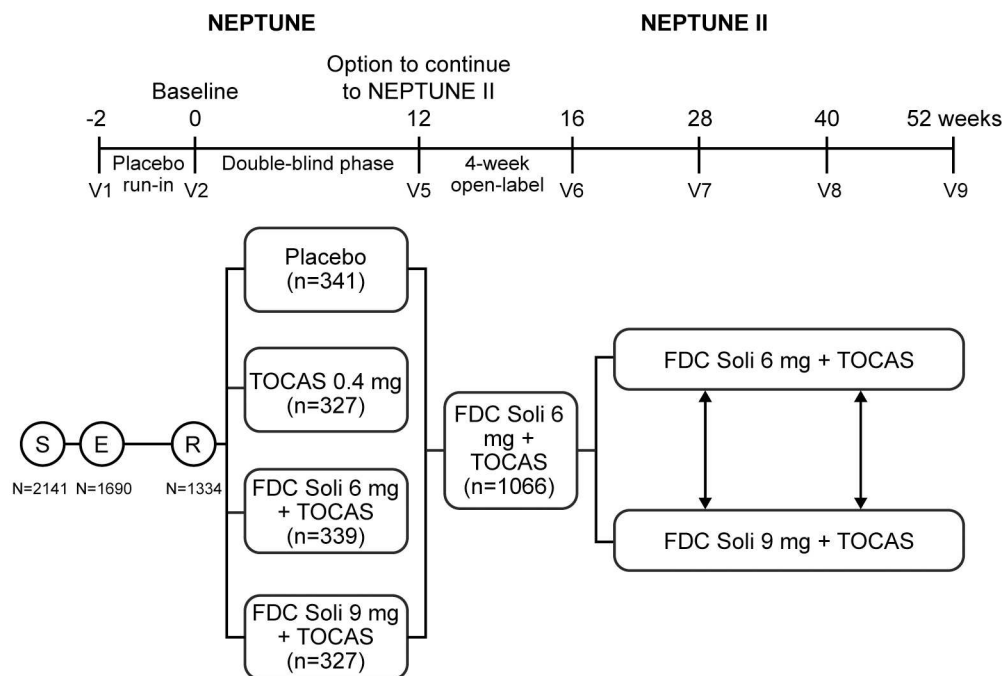 NEPTUNE
NEPTUNE II
Option to continue
to NEPTUNE II
Baseline
-2
0
12
16
28
40
52 weeks
Placebo
run-in
Double-blind phase
4-week
open-label
V1
V2
V5
V6
V7
V8
V9
Placebo
(n=341)
TOCAS 0.4 mg
(n=327)
FDC Soli 6 mg
+ TOCAS
(n=339)
FDC Soli 9 mg
+ TOCAS
(n=327)
S
E
R
N=2141
N=1690
N=1334
FDC Soli 6
mg +
TOCAS
(n=1066)
FDC Soli 6 mg + TOCAS
FDC Soli 9 mg + TOCAS